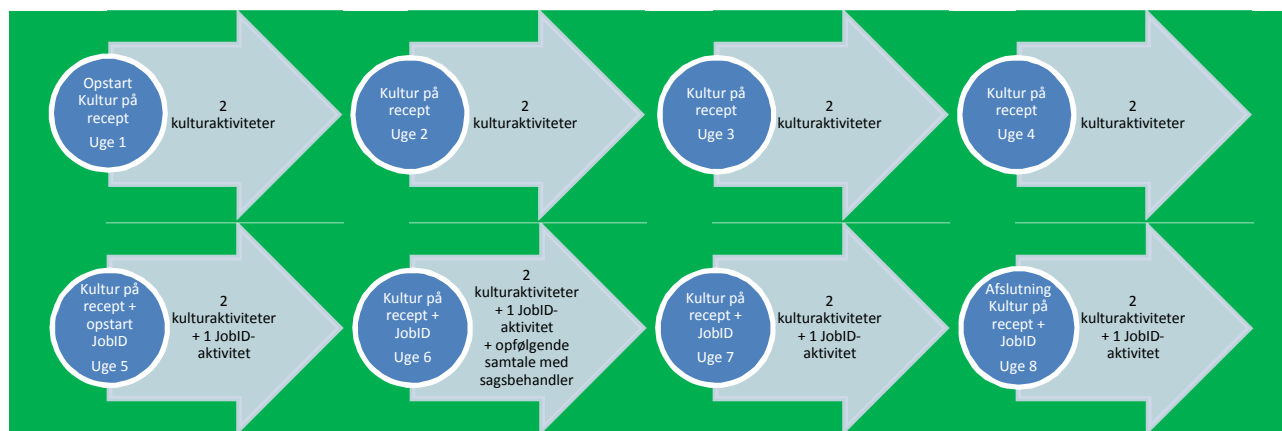 Opstart
Kultur på
recept
Uge 1
2
kulturaktiviteter
Kultur på
recept
Uge 2
2
kulturaktiviteter
Kultur på
recept
Uge 3
2
kulturaktiviteter
Kultur på
recept
Uge 4
2
kulturaktiviteter
Kultur på
recept +
opstart
JobID
Uge 5
2
kulturaktiviteter
+ 1 JobID-
aktivitet
Kultur på
recept +
JobID
Uge 6
2
kulturaktiviteter
+ 1 JobID-
aktivitet
+ opfølgende
samtale med
sagsbehandler
Kultur på
recept +
JobID
Uge 7
2
kulturaktiviteter
+ 1 JobID-
aktivitet
Afslutning
Kultur på
recept +
JobID
Uge 8
2
kulturaktiviteter
+ 1 JobID-
aktivitet